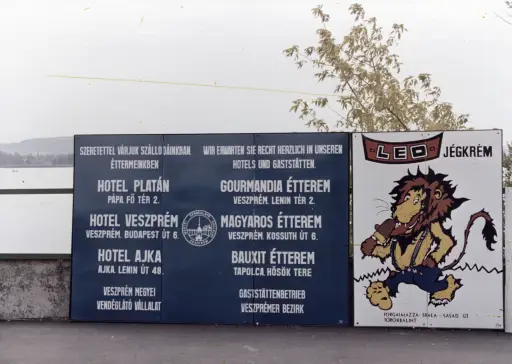 SZERETETTEL VÁRJUK SZÁLLODÁINKBAN
ÉTTERMEINKBEN
HOTEL PLATÁN
PÁPA, FŐ TÉR 2.
HOTEL VESZPRÉM
VESZPRÉM, BUDAPEST ÚT 6.
HOTEL AJKA
AJKA, LENIN ÚT 48.
VESZPRÉM MEGYEI
VENDÉGLÁTÓ VÁLLALAT
WIR ERWARTEN SIE RECHT HERZLICH IN UNSEREN
HOTELS UND GASTSTÄTTEN.
GOURMANDIA ÉTTEREM
VESZPRÉM, LENIN TÉR 2.
MAGYAROS ÉTTEREM
VESZPRÉM, KOSSUTH ÚT 6.
BAUXIT ÉTTEREM
TAPOLCA, HŐSÖK TERE
GASTSTÄTTENBETRIEB
VESZPRÉMER BEZIRK
LEO JÉGKRÉM
FORGALMAZZA
TÖRÖKBÁLINT